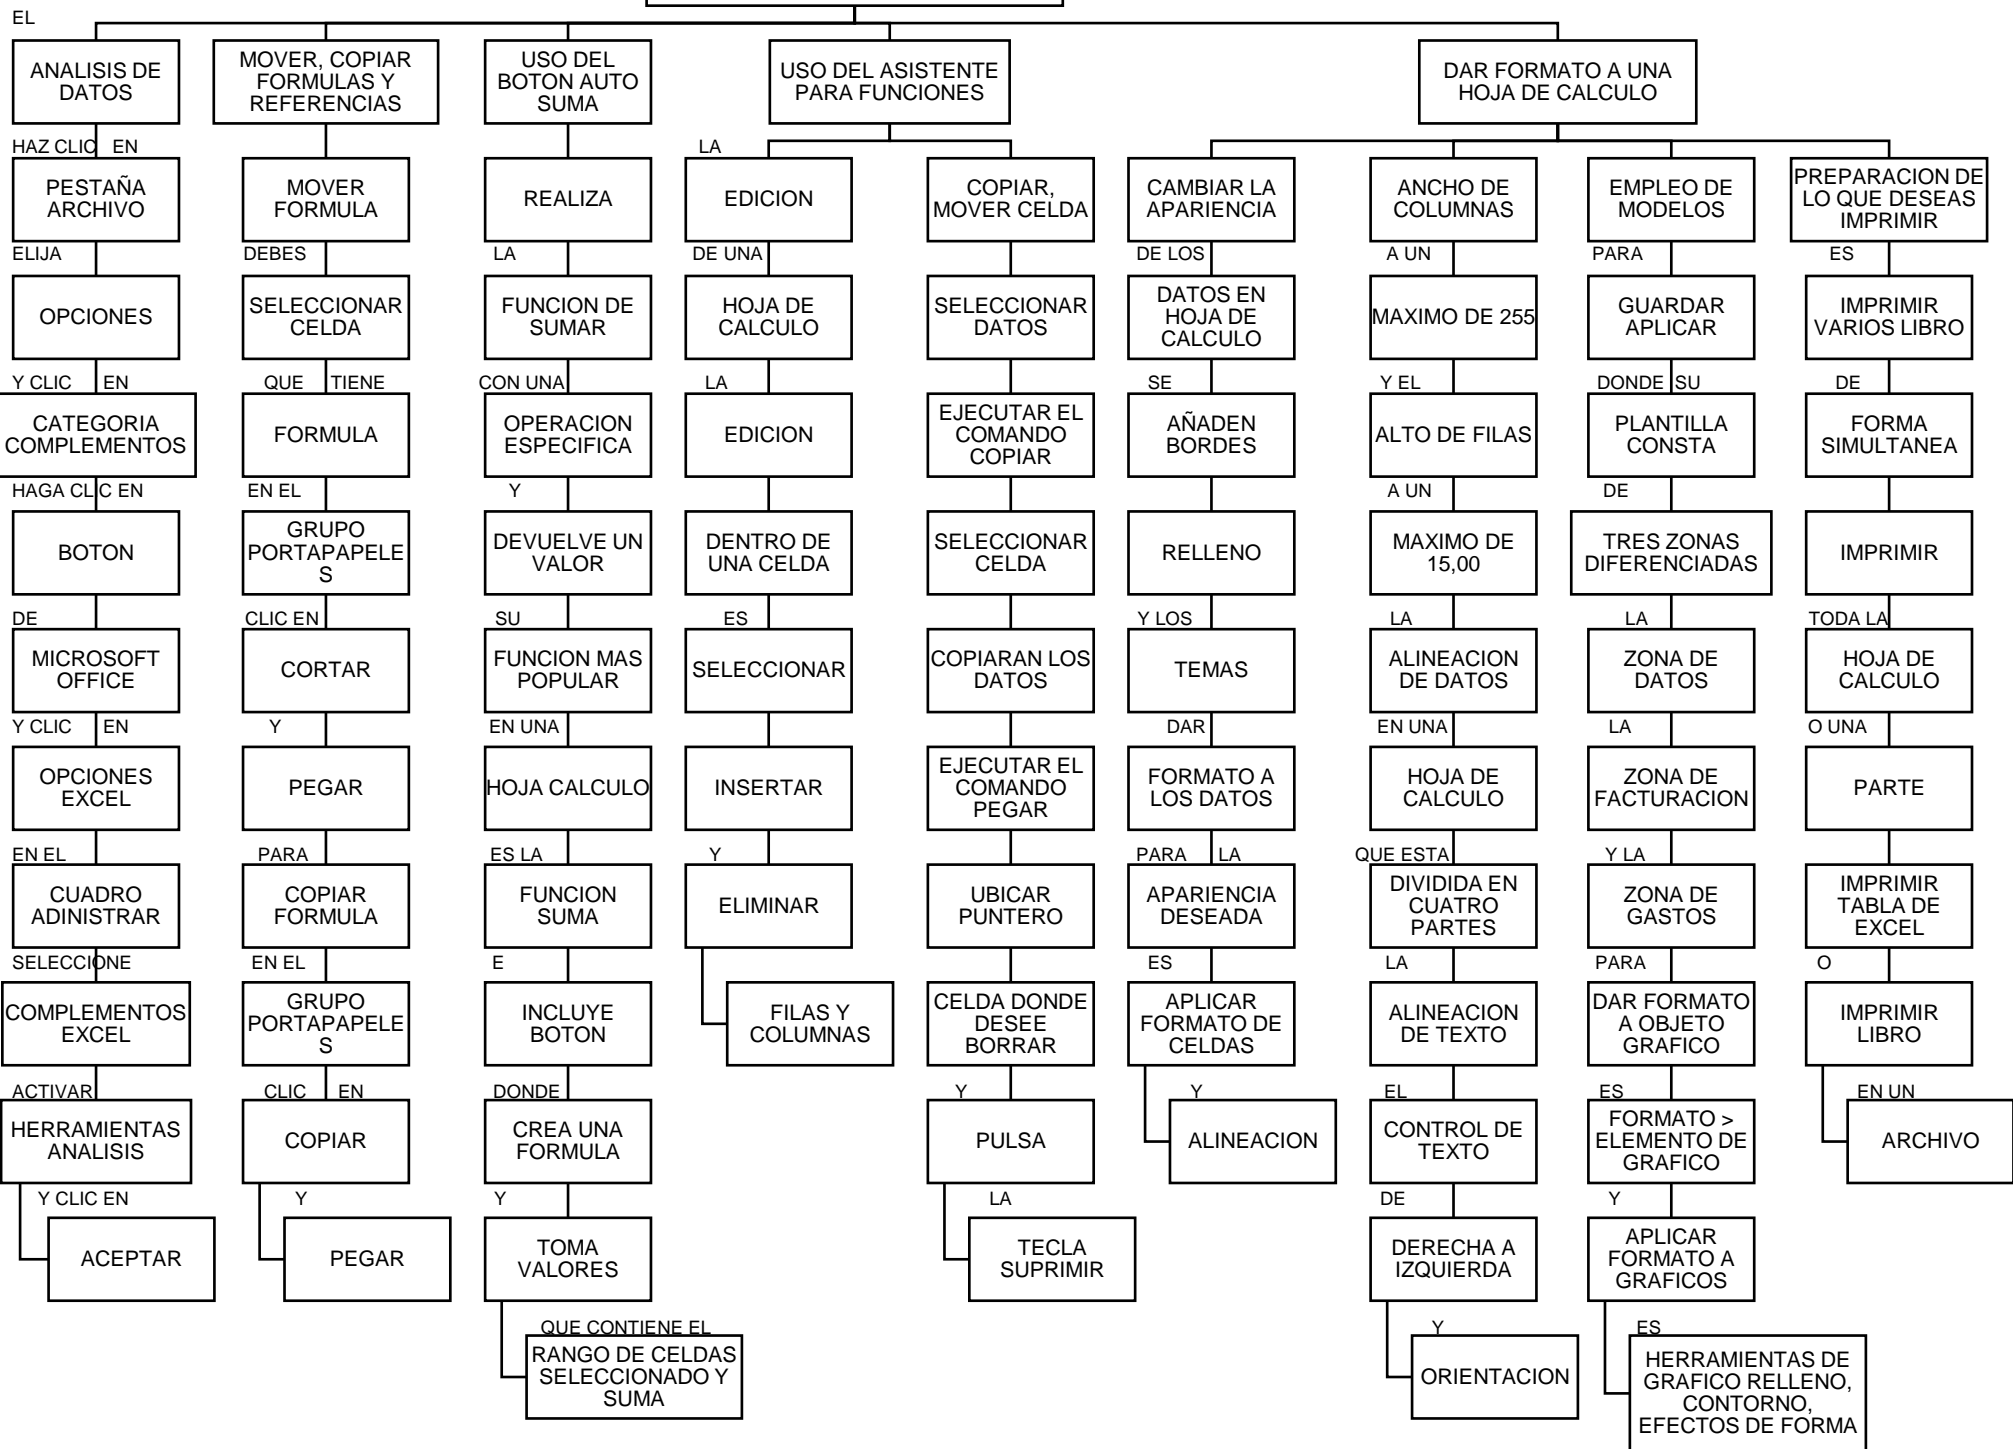 EL
ANALISIS DE
DATOS
HAZ CLIC EN
PESTAÑA
ARCHIVO
ELIJA
OPCIONES
Y CLIC EN
CATEGORIA
COMPLEMENTOS
HAGA CLIC EN
BOTON
DE
MICROSOFT
OFFICE
Y CLIC EN
OPCIONES
EXCEL
EN EL
CUADRO
ADINISTRAR
SELECCIONE
COMPLEMENTOS
EXCEL
ACTIVAR
HERRAMIENTAS
ANALISIS
Y CLIC EN
ACEPTAR
MOVER, COPIAR
FORMULAS Y
REFERENCIAS
MOVER
FORMULA
DEBES
SELECCIONAR
CELDA
QUE TIENE
FORMULA
EN EL
GRUPO
PORTAPAPELE
S
CLIC EN
CORTAR
Y
PEGAR
PARA
COPIAR
FORMULA
EN EL
GRUPO
PORTAPAPELE
S
CLIC EN
COPIAR
Y
PEGAR
USO DEL
BOTON AUTO
SUMA
REALIZA
LA
FUNCION DE
SUMAR
CON UNA
OPERACION
ESPECIFICA
Y
DEVUELVE UN
VALOR
SU
FUNCION MAS
POPULAR
EN UNA
HOJA CALCULO
ES LA
FUNCION
SUMA
E
INCLUYE
BOTON
DONDE
CREA UNA
FORMULA
Y
TOMA
VALORES
QUE CONTIENE EL
RANGO DE CELDAS
SELECCIONADO Y
SUMA
USO DEL ASISTENTE
PARA FUNCIONES
LA
EDICION
DE UNA
HOJA DE
CALCULO
LA
EDICION
DENTRO DE
UNA CELDA
ES
SELECCIONAR
INSERTAR
Y
ELIMINAR
FILAS Y
COLUMNAS
COPIAR,
MOVER CELDA
SELECCIONAR
DATOS
EJECUTAR EL
COMANDO
COPIAR
SELECCIONAR
CELDA
COPIARAN LOS
DATOS
EJECUTAR EL
COMANDO
PEGAR
UBICAR
PUNTERO
CELDA DONDE
DESEE
BORRAR
Y
PULSA
LA
TECLA
SUPRIMIR
DAR FORMATO A UNA
HOJA DE CALCULO
CAMBIAR LA
APARIENCIA
DE LOS
DATOS EN
HOJA DE
CALCULO
SE
AÑADEN
BORDES
RELLENO
Y LOS
TEMAS
DAR
FORMATO A
LOS DATOS
PARA LA
APARIENCIA
DESEADA
ES
APLICAR
FORMATO DE
CELDAS
Y
ALINEACION
ANCHO DE
COLUMNAS
A UN
MAXIMO DE 255
Y EL
ALTO DE FILAS
A UN
MAXIMO DE
15,00
LA
ALINEACION
DE DATOS
EN UNA
HOJA DE
CALCULO
QUE ESTA
DIVIDIDA EN
CUATRO
PARTES
LA
ALINEACION
DE TEXTO
EL
CONTROL DE
TEXTO
DE
DERECHA A
IZQUIERDA
Y
ORIENTACION
EMPLEO DE
MODELOS
PARA
GUARDAR
APLICAR
DONDE SU
PLANTILLA
CONSTA
DE
TRES ZONAS
DIFERENCIADAS
LA
ZONA DE
DATOS
LA
ZONA DE
FACTURACION
Y LA
ZONA DE
GASTOS
PARA
DAR FORMATO
A OBJETO
GRAFICO
ES
FORMATO >
ELEMENTO DE
GRAFICO
Y
APLICAR
FORMATO A
GRAFICOS
ES
HERRAMIENTAS DE
GRAFICO RELLENO,
CONTORNO,
EFECTOS DE FORMA
PREPARACION DE
LO QUE DESEAS
IMPRIMIR
ES
IMPRIMIR
VARIOS LIBRO
DE
FORMA
SIMULTANEA
IMPRIMIR
TODA LA
HOJA DE
CALCULO
O UNA
PARTE
IMPRIMIR
TABLA DE
EXCEL
O
IMPRIMIR
LIBRO
EN UN
ARCHIVO